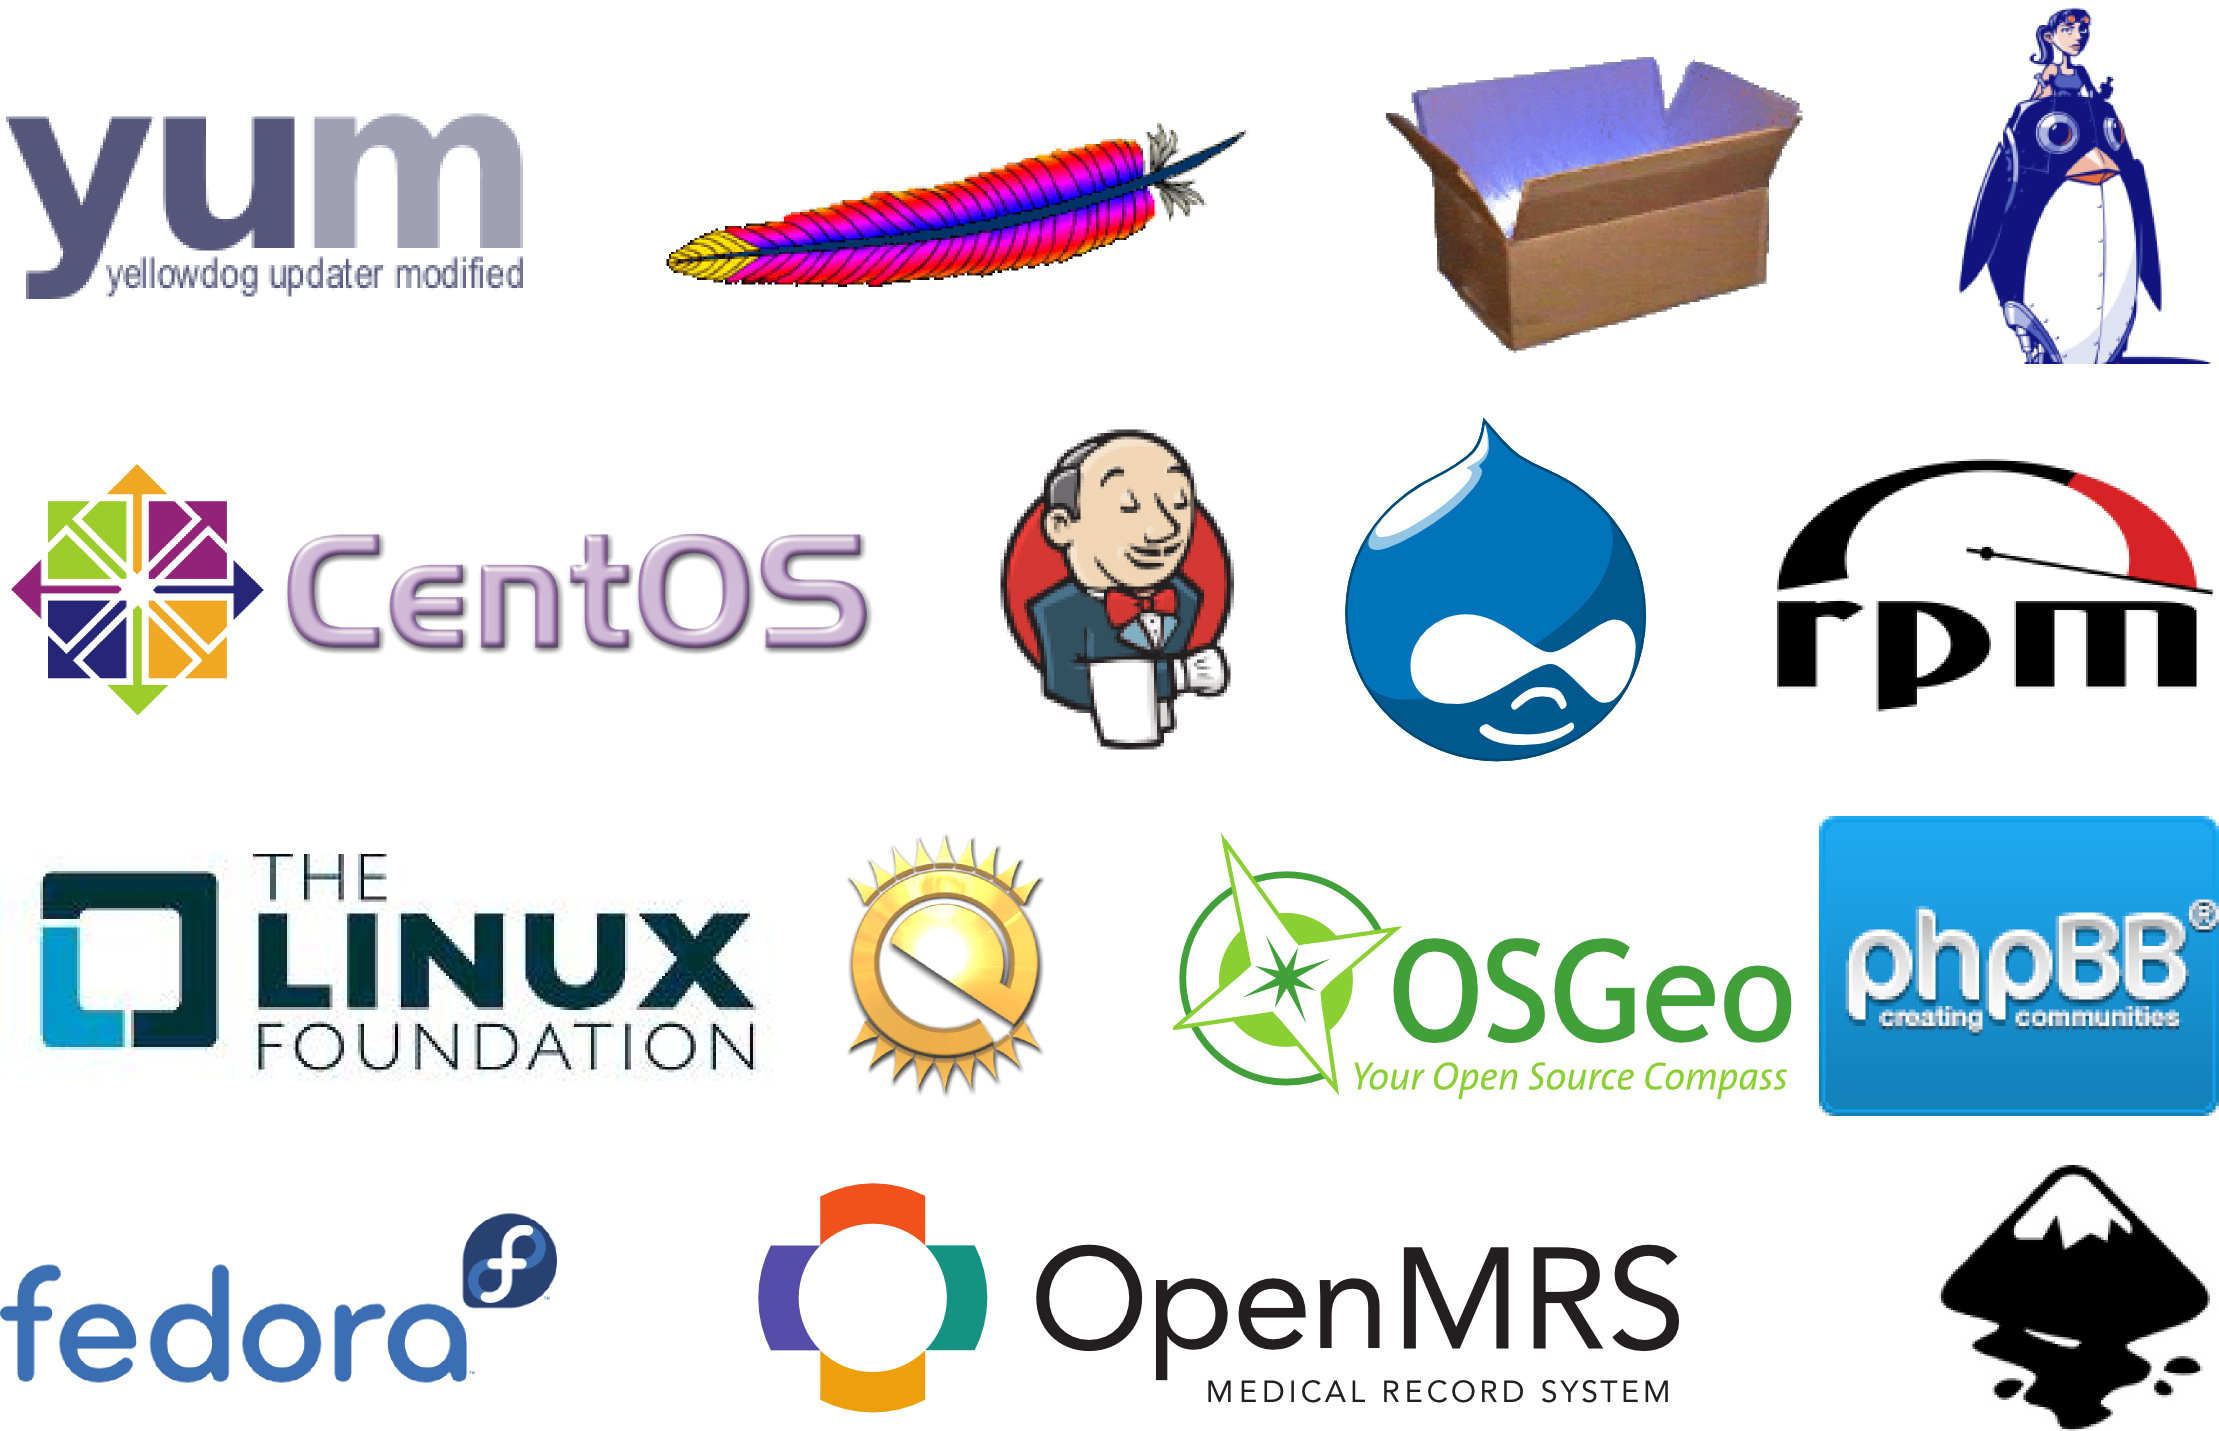 yum
yellowdog updater modified
CentOS
rpm
THE
LINUX
FOUNDATION
OSGeo
Your Open Source Compass
phpBB®
creating communities
fedora
OpenMRS
MEDICAL RECORD SYSTEM